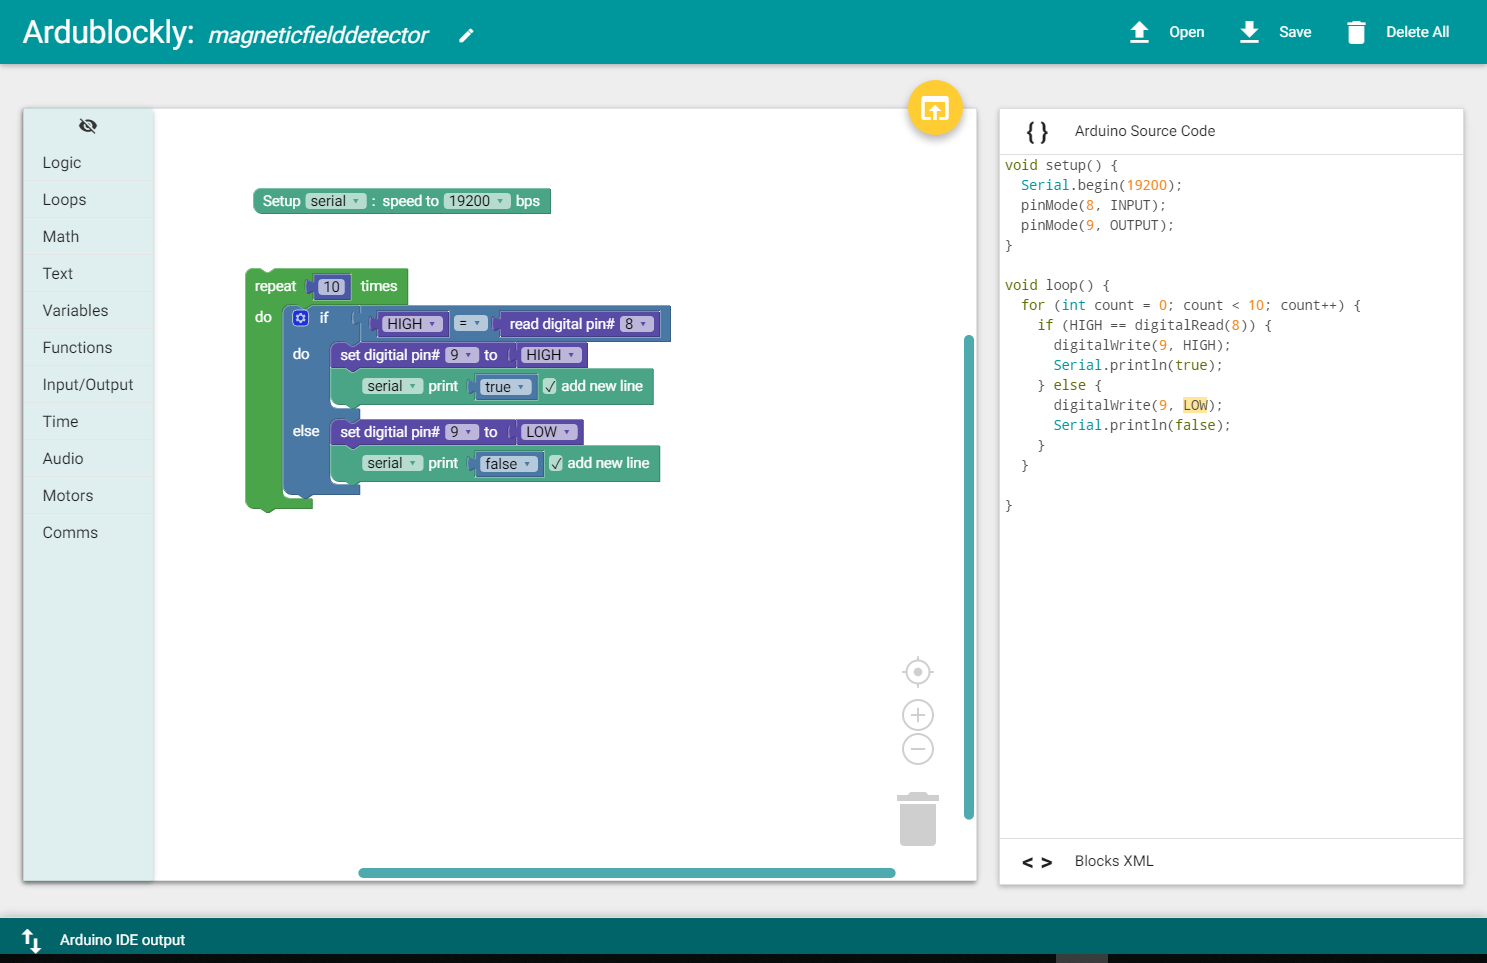 Ardublockly: magneticfielddetector
Open
Save
Delete All
Logic
Loops
Math
Text
Variables
Functions
Input/Output
Time
Audio
Motors
Comms
Setup serial : speed to 19200 bps
repeat 10 times
do if HIGH = read digital pin# 8
do set digitial pin# 9 to HIGH
serial print true ✓ add new line
else set digitial pin# 9 to LOW
serial print false ✓ add new line
{ } Arduino Source Code
void setup() {
  Serial.begin(19200);
  pinMode(8, INPUT);
  pinMode(9, OUTPUT);
}
void loop() {
  for (int count = 0; count < 10; count++) {
    if (HIGH == digitalRead(8)) {
      digitalWrite(9, HIGH);
      Serial.println(true);
    } else {
      digitalWrite(9, LOW);
      Serial.println(false);
    }
  }
}
< > Blocks XML
Arduino IDE output